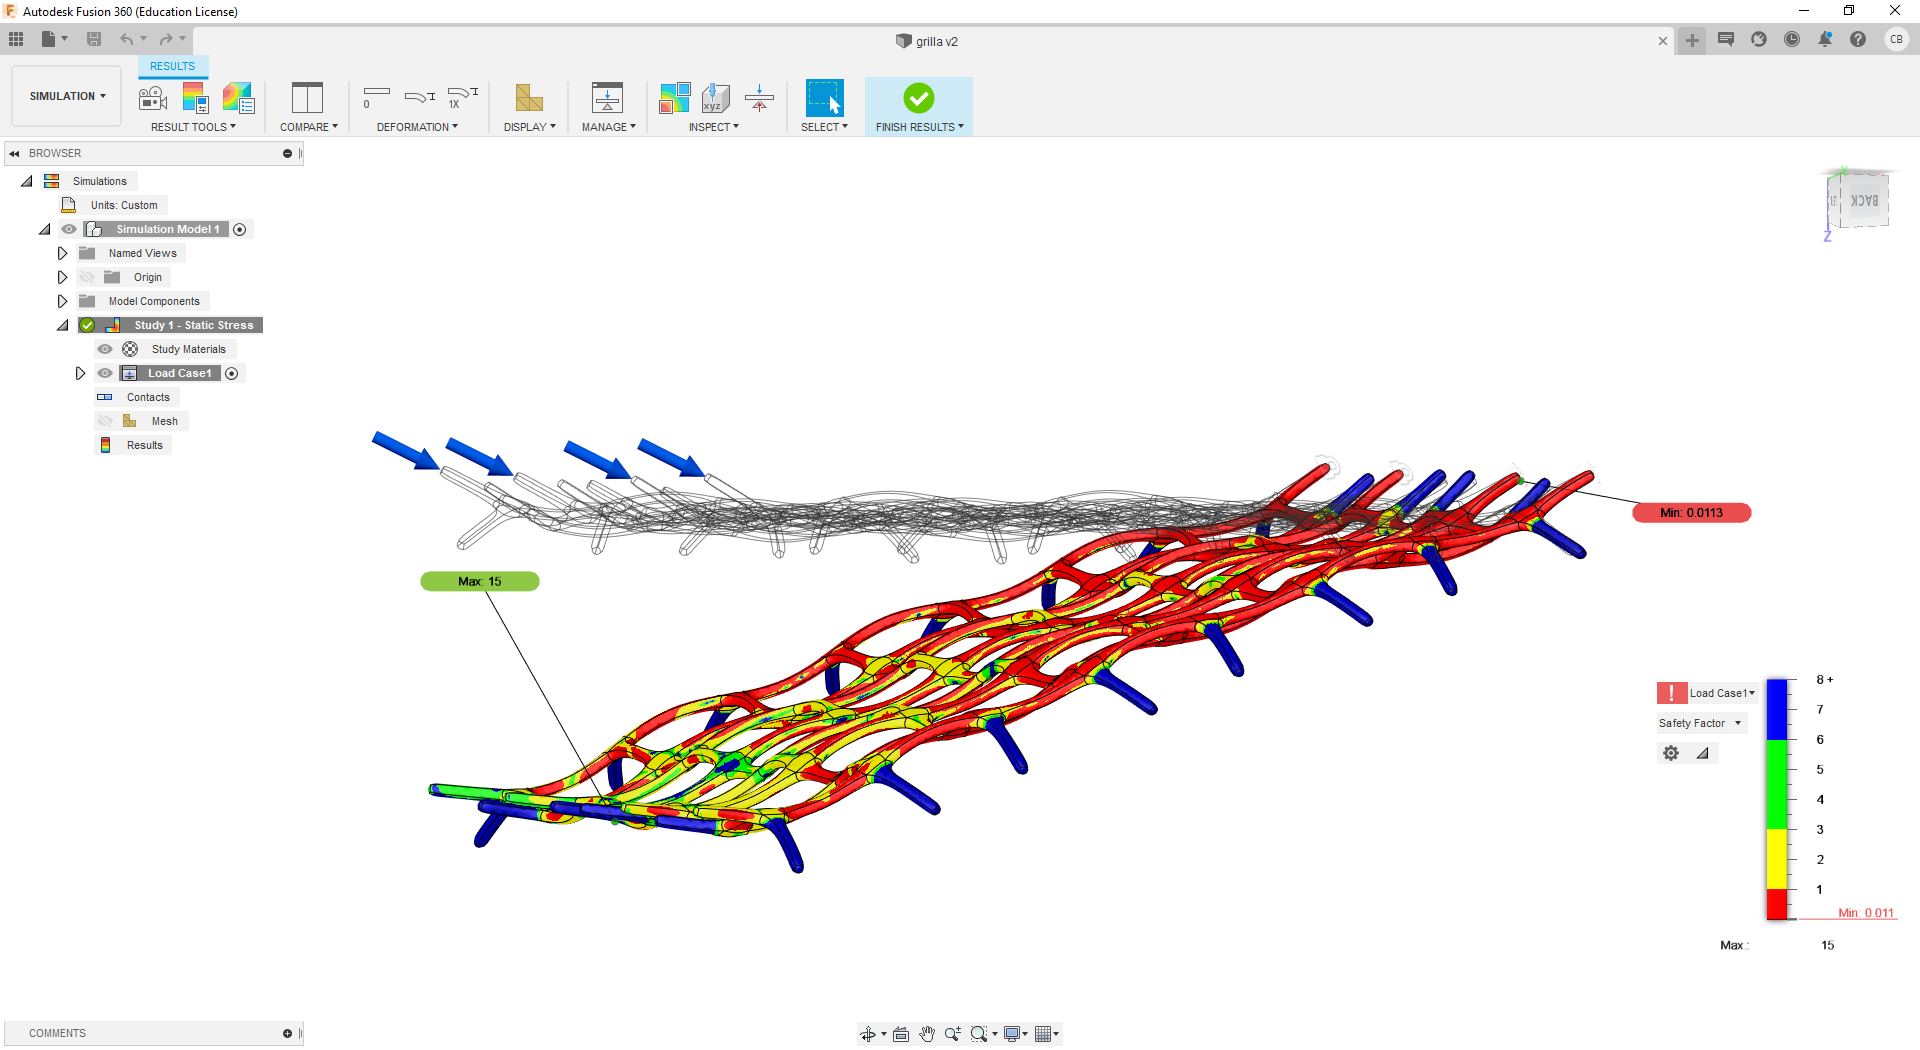 Autodesk Fusion 360 (Education License)
grilla v2
CB
RESULTS
SIMULATION
0
1X
xyz
RESULT TOOLS
COMPARE
DEFORMATION
DISPLAY
MANAGE
INSPECT
SELECT
FINISH RESULTS
BROWSER
Simulations
Units: Custom
Simulation Model 1
Named Views
Origin
Model Components
Study 1 - Static Stress
Study Materials
Load Case1
Contacts
Mesh
Results
BACK
Z
Min: 0.0113
Max: 15
Load Case1
Safety Factor
8 +
7
6
5
4
3
2
1
Min: 0.011
Max.: 15
COMMENTS